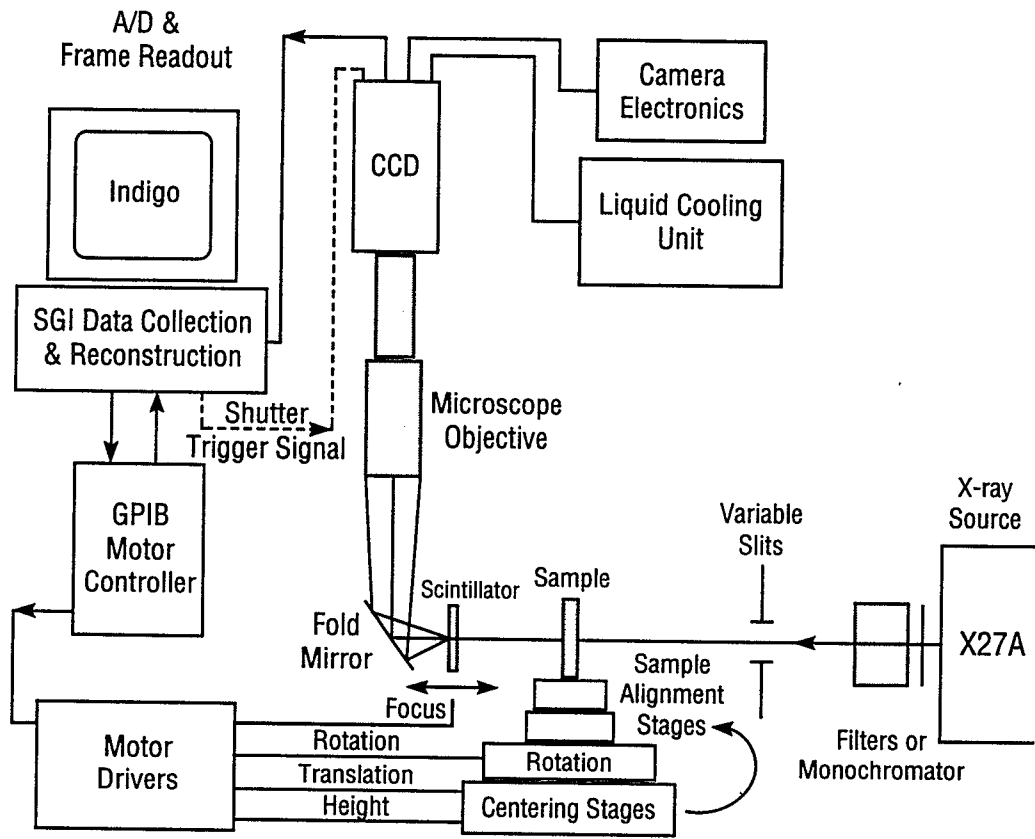 A/D &
Frame Readout
Camera
Electronics
CCD
Indigo
Liquid Cooling
Unit
SGI Data Collection
& Reconstruction
Shutter
Trigger Signal
Microscope
Objective
GPIB
Motor
Controller
X-ray
Source
Variable
Slits
Scintillator
Sample
Fold
Mirror
X27A
Sample
Alignment
Stages
Focus
Filters or
Monochromator
Motor
Drivers
Rotation
Translation
Height
Rotation
Centering Stages